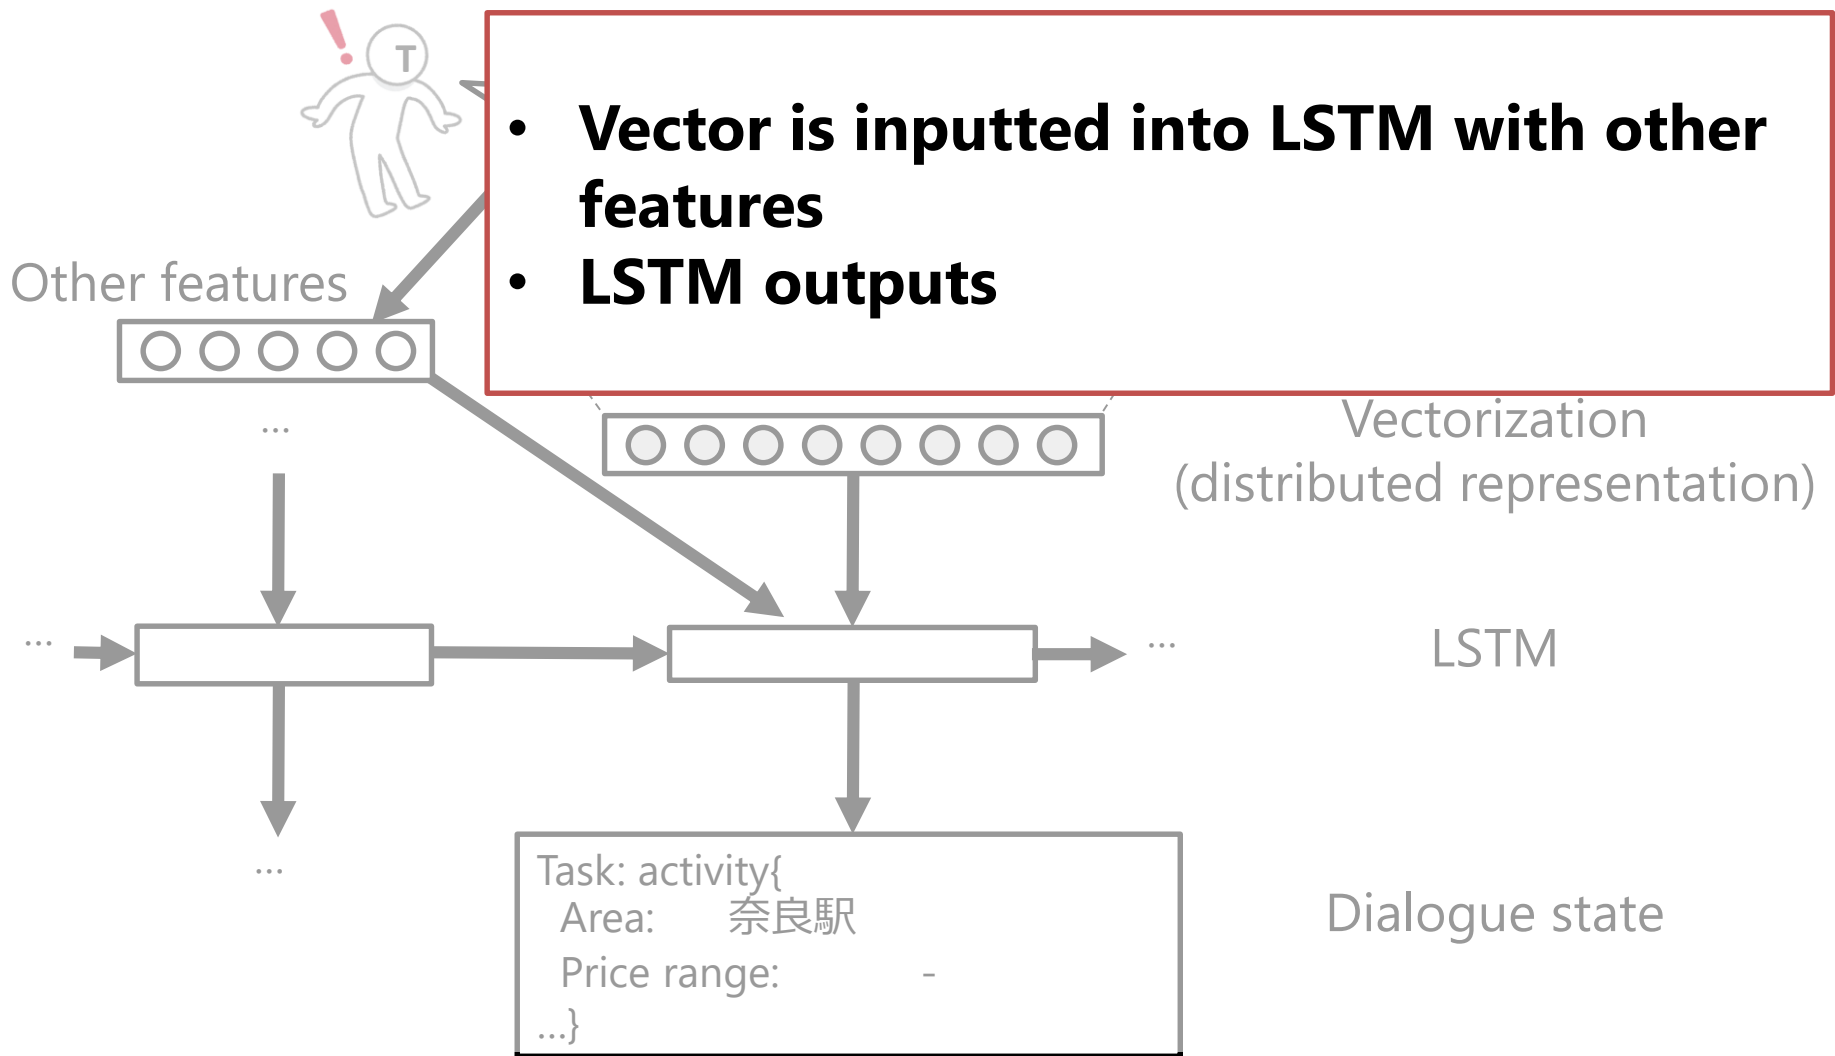 T
• Vector is inputted into LSTM with other
features
• LSTM outputs
Other features
...
Vectorization
(distributed representation)
...
...
LSTM
...
Task: activity{
Area: 奈良駅
Price range: -
...}
Dialogue state